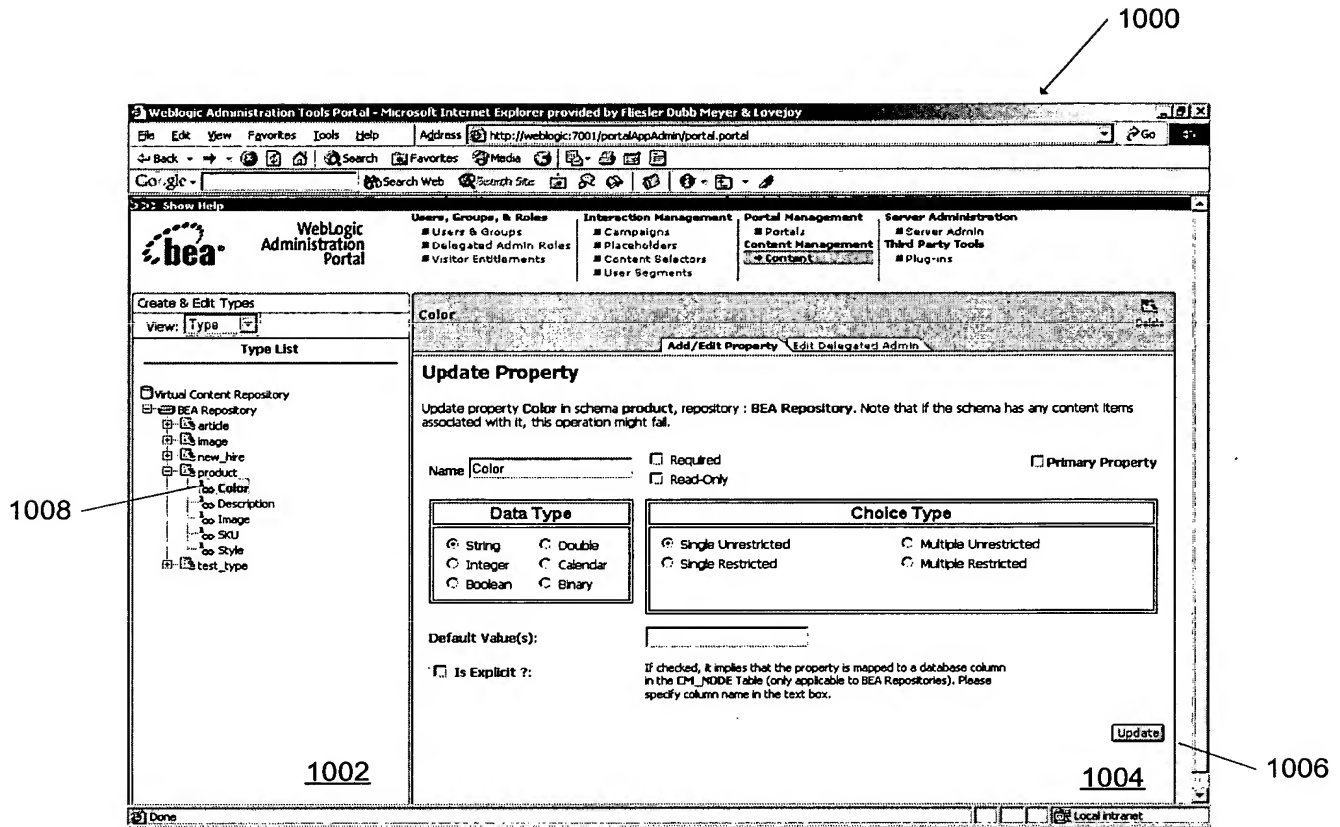 1000
Weblogic Administration Tools Portal - Microsoft Internet Explorer provided by Fliesler Dubb Meyer & Lovejoy
File Edit View Favorites Tools Help Address http://weblogic:7001/portalAppAdmin/portal.portal Go
Back Search Favorites Media
Google Search Web Search Site
>>: Show Help
bea
WebLogic Administration Portal
Users, Groups, & Roles
Users & Groups
Delegated Admin Roles
Visitor Entitlements
Interaction Management
Campaigns
Placeholders
Content Selectors
User Segments
Portal Management
Portals
Content Management
Content
Server Administration
Server Admin
Third Party Tools
Plug-ins
Create & Edit Types
View: Type
Type List
Virtual Content Repository
BEA Repository
article
image
new_hire
product
Color
Description
Image
SKU
Style
test_type
1008
1002
Color
Delete
Add/Edit Property Edit Delegated Admin
Update Property
Update property Color in schema product, repository : BEA Repository. Note that if the schema has any content items
associated with it, this operation might fail.
Name Color
Required
Read-Only
Primary Property
Data Type
String Double
Integer Calendar
Boolean Binary
Choice Type
Single Unrestricted Multiple Unrestricted
Single Restricted Multiple Restricted
Default Value(s):
Is Explicit ?:
If checked, it implies that the property is mapped to a database column
in the CM_NODE Table (only applicable to BEA Repositories). Please
specify column name in the text box.
Update
1006
1004
Done
Local intranet